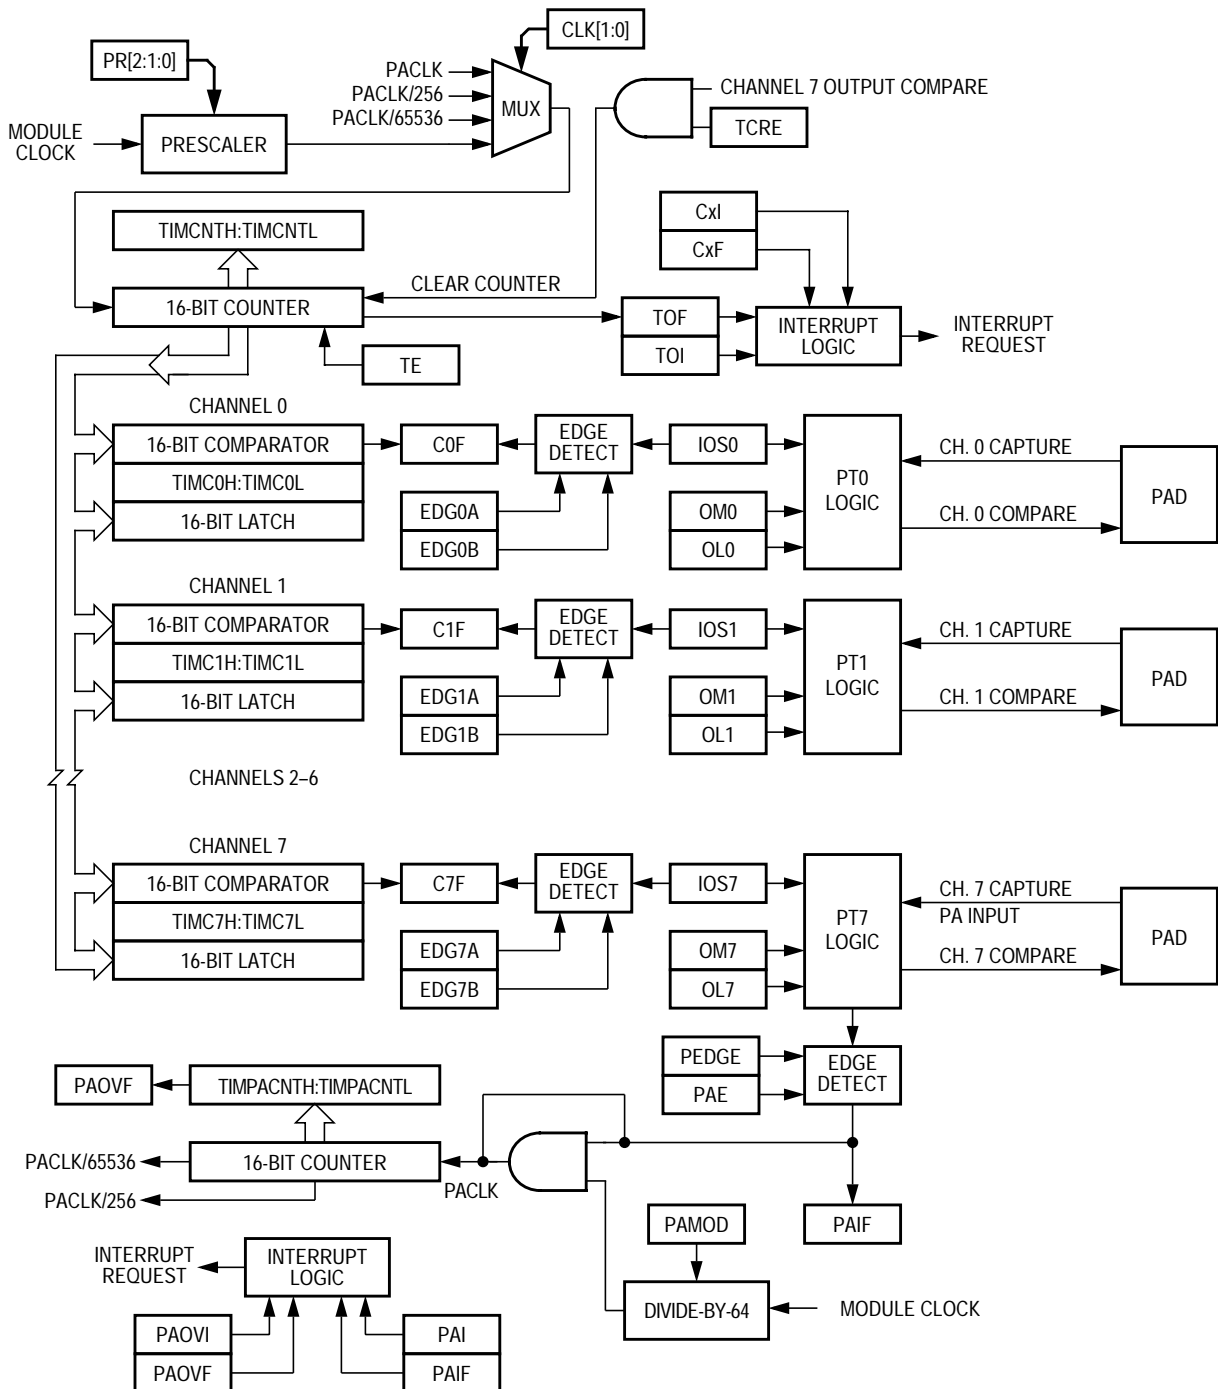 CLK[1:0]
PR[2:1:0]
PACLK
PACLK/256
PACLK/65536
MUX
CHANNEL 7 OUTPUT COMPARE
TCRE
MODULE
CLOCK
PRESCALER
TIMCNTH:TIMCNTL
CxI
CxF
CLEAR COUNTER
16-BIT COUNTER
TOF
TOI
INTERRUPT
LOGIC
INTERRUPT
REQUEST
TE
CHANNEL 0
16-BIT COMPARATOR
TIMC0H:TIMC0L
16-BIT LATCH
C0F
EDGE
DETECT
IOS0
EDG0A
EDG0B
OM0
OL0
PT0
LOGIC
CH. 0 CAPTURE
CH. 0 COMPARE
PAD
CHANNEL 1
16-BIT COMPARATOR
TIMC1H:TIMC1L
16-BIT LATCH
C1F
EDGE
DETECT
IOS1
EDG1A
EDG1B
OM1
OL1
PT1
LOGIC
CH. 1 CAPTURE
CH. 1 COMPARE
PAD
CHANNELS 2–6
CHANNEL 7
16-BIT COMPARATOR
TIMC7H:TIMC7L
16-BIT LATCH
C7F
EDGE
DETECT
IOS7
EDG7A
EDG7B
OM7
OL7
PT7
LOGIC
CH. 7 CAPTURE
PA INPUT
CH. 7 COMPARE
PAD
PEDGE
PAE
EDGE
DETECT
PAOVF
TIMPACNTH:TIMPACNTL
PACLK/65536
16-BIT COUNTER
PACLK
PACLK/256
PAMOD
PAIF
INTERRUPT
REQUEST
INTERRUPT
LOGIC
DIVIDE-BY-64
MODULE CLOCK
PAOVI
PAOVF
PAI
PAIF